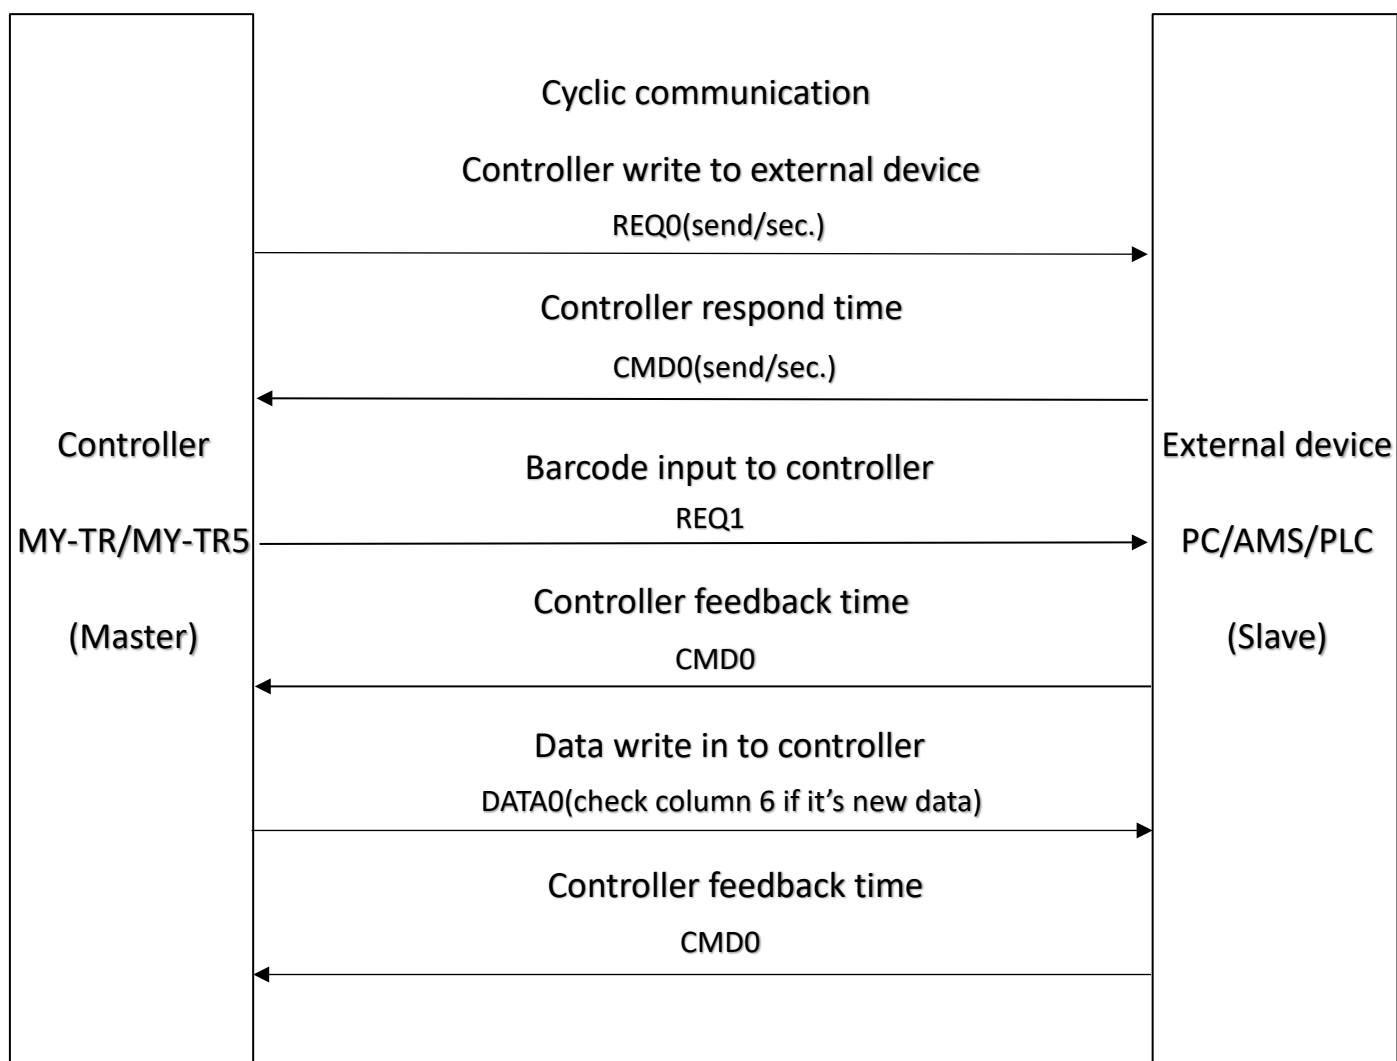 Cyclic communication
Controller write to external device
REQ0(send/sec.)
Controller respond time
CMD0(send/sec.)
Controller
MY-TR/MY-TR5
(Master)
Barcode input to controller
REQ1
Controller feedback time
CMD0
External device
PC/AMS/PLC
(Slave)
Data write in to controller
DATA0(check column 6 if it’s new data)
Controller feedback time
CMD0